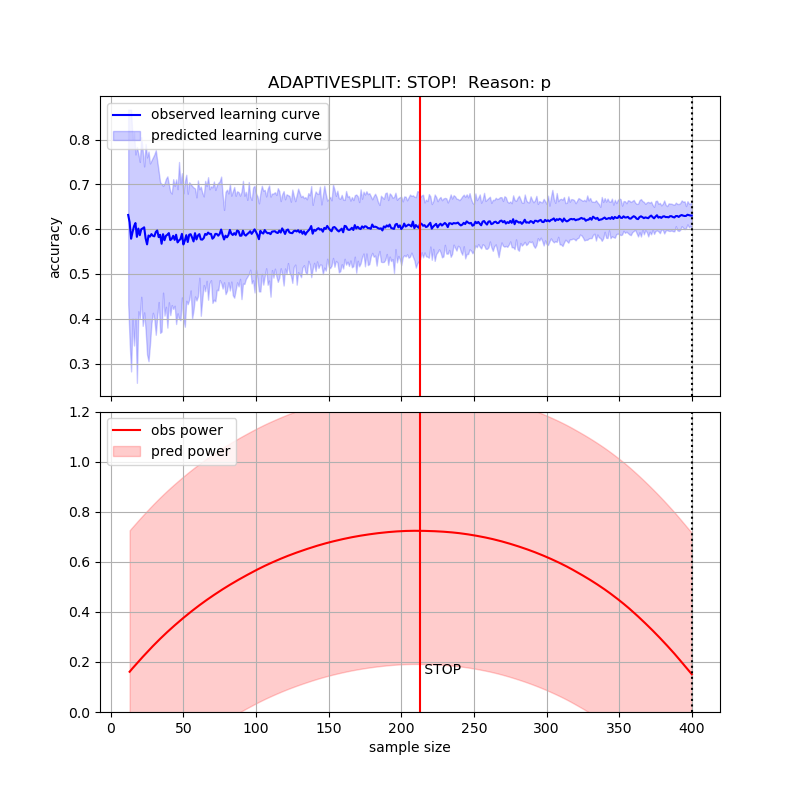 ADAPTIVESPLIT: STOP!  Reason: p
observed learning curve
predicted learning curve
accuracy
0.8
0.7
0.6
0.5
0.4
0.3
obs power
pred power
1.2
1.0
0.8
0.6
0.4
0.2
0.0
STOP
0 50 100 150 200 250 300 350 400
sample size